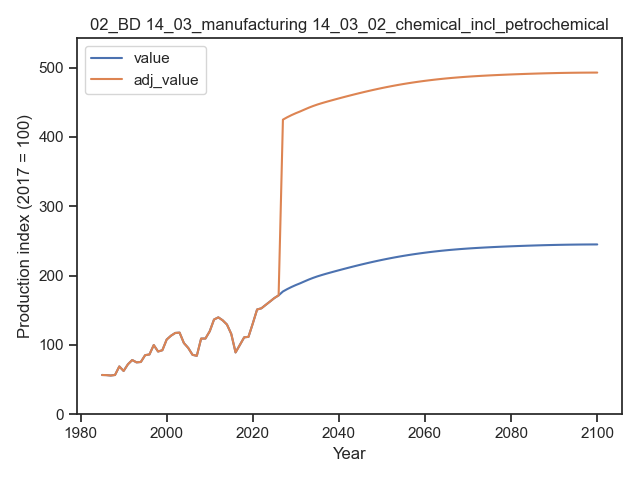 02_BD 14_03_manufacturing 14_03_02_chemical_incl_petrochemical
value
adj_value
Production index (2017 = 100)
500
400
300
200
100
0
1980
2000
2020
2040
2060
2080
2100
Year